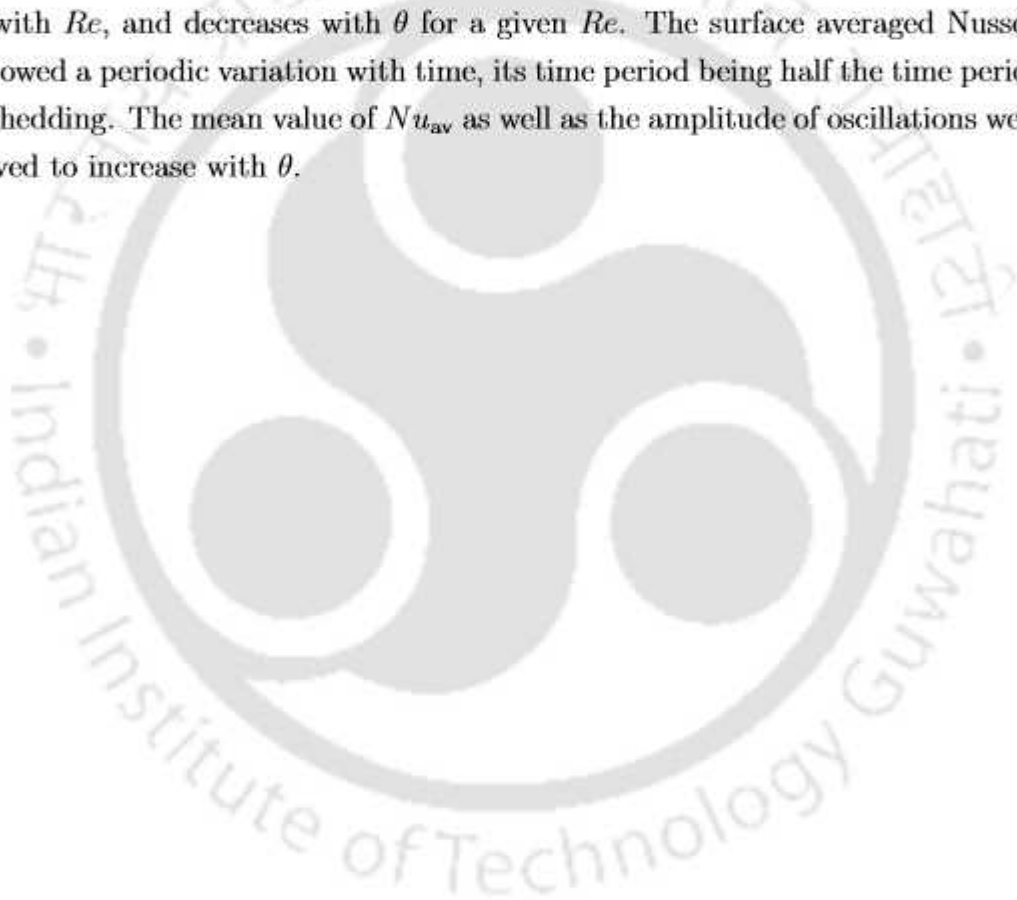 with Re, and decreases with θ for a given Re. The surface averaged Nusse
owed a periodic variation with time, its time period being half the time perio
hedding. The mean value of Nu_av as well as the amplitude of oscillations we
ved to increase with θ.
Indian Institute of Technology Guwahati